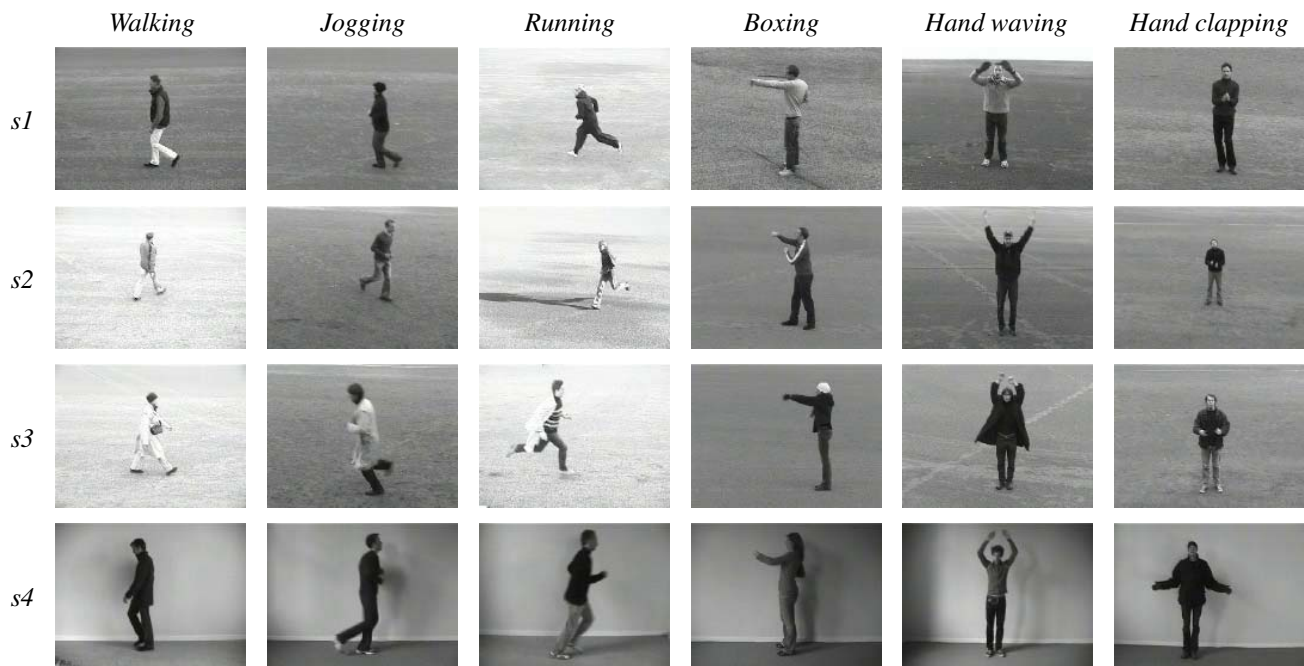 Walking Jogging Running Boxing Hand waving Hand clapping
s1
s2
s3
s4